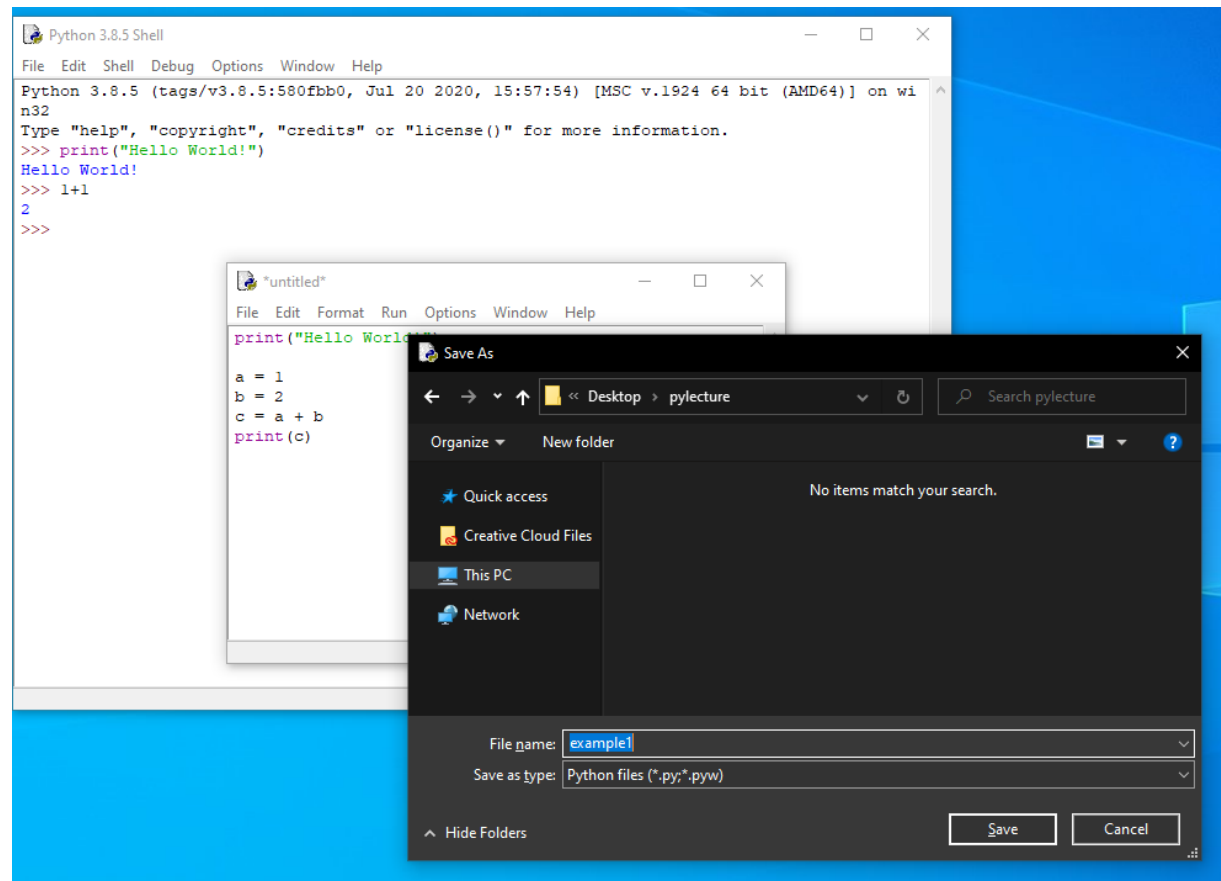 Python 3.8.5 Shell
File Edit Shell Debug Options Window Help
Python 3.8.5 (tags/v3.8.5:580fbb0, Jul 20 2020, 15:57:54) [MSC v.1924 64 bit (AMD64)] on wi
n32
Type "help", "copyright", "credits" or "license()" for more information.
>>> print("Hello World!")
Hello World!
>>> 1+1
2
>>>
*untitled*
File Edit Format Run Options Window Help
print("Hello World!")
a = 1
b = 2
c = a + b
print(c)
Save As
« Desktop › pylecture
Search pylecture
Organize New folder
?
No items match your search.
Quick access
Creative Cloud Files
This PC
Network
File name: example1
Save as type: Python files (*.py;*.pyw)
Hide Folders
Save Cancel